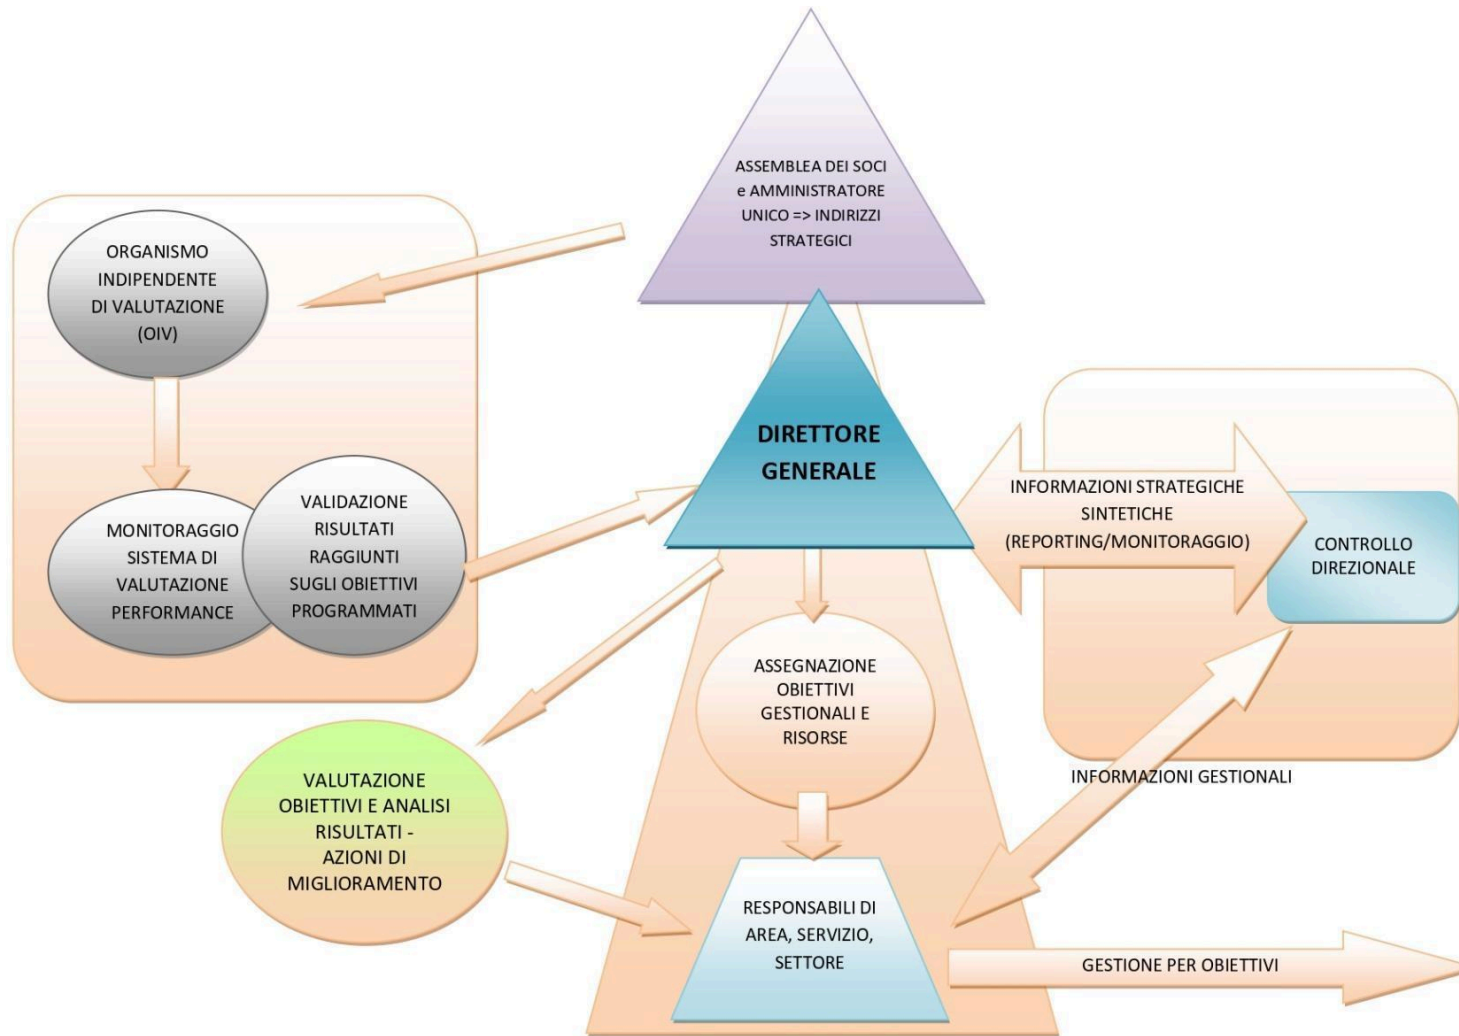 ASSEMBLEA DEI SOCI
e AMMINISTRATORE
UNICO => INDIRIZZI
STRATEGICI
ORGANISMO
INDIPENDENTE
DI VALUTAZIONE
(OIV)
DIRETTORE
GENERALE
MONITORAGGIO
SISTEMA DI
VALUTAZIONE
PERFORMANCE
VALIDAZIONE
RISULTATI
RAGGIUNTI
SUGLI OBIETTIVI
PROGRAMMATI
INFORMAZIONI STRATEGICHE
SINTETICHE
(REPORTING/MONITORAGGIO)
CONTROLLO
DIREZIONALE
ASSEGNAZIONE
OBIETTIVI
GESTIONALI E
RISORSE
VALUTAZIONE
OBIETTIVI E ANALISI
RISULTATI -
AZIONI DI
MIGLIORAMENTO
INFORMAZIONI GESTIONALI
RESPONSABILI DI
AREA, SERVIZIO,
SETTORE
GESTIONE PER OBIETTIVI